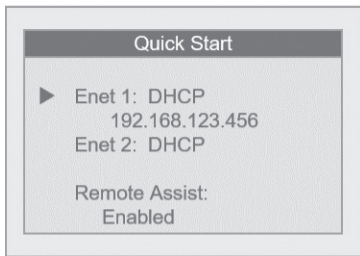 Quick Start
Enet 1: DHCP
192.168.123.456
Enet 2: DHCP
Remote Assist:
Enabled